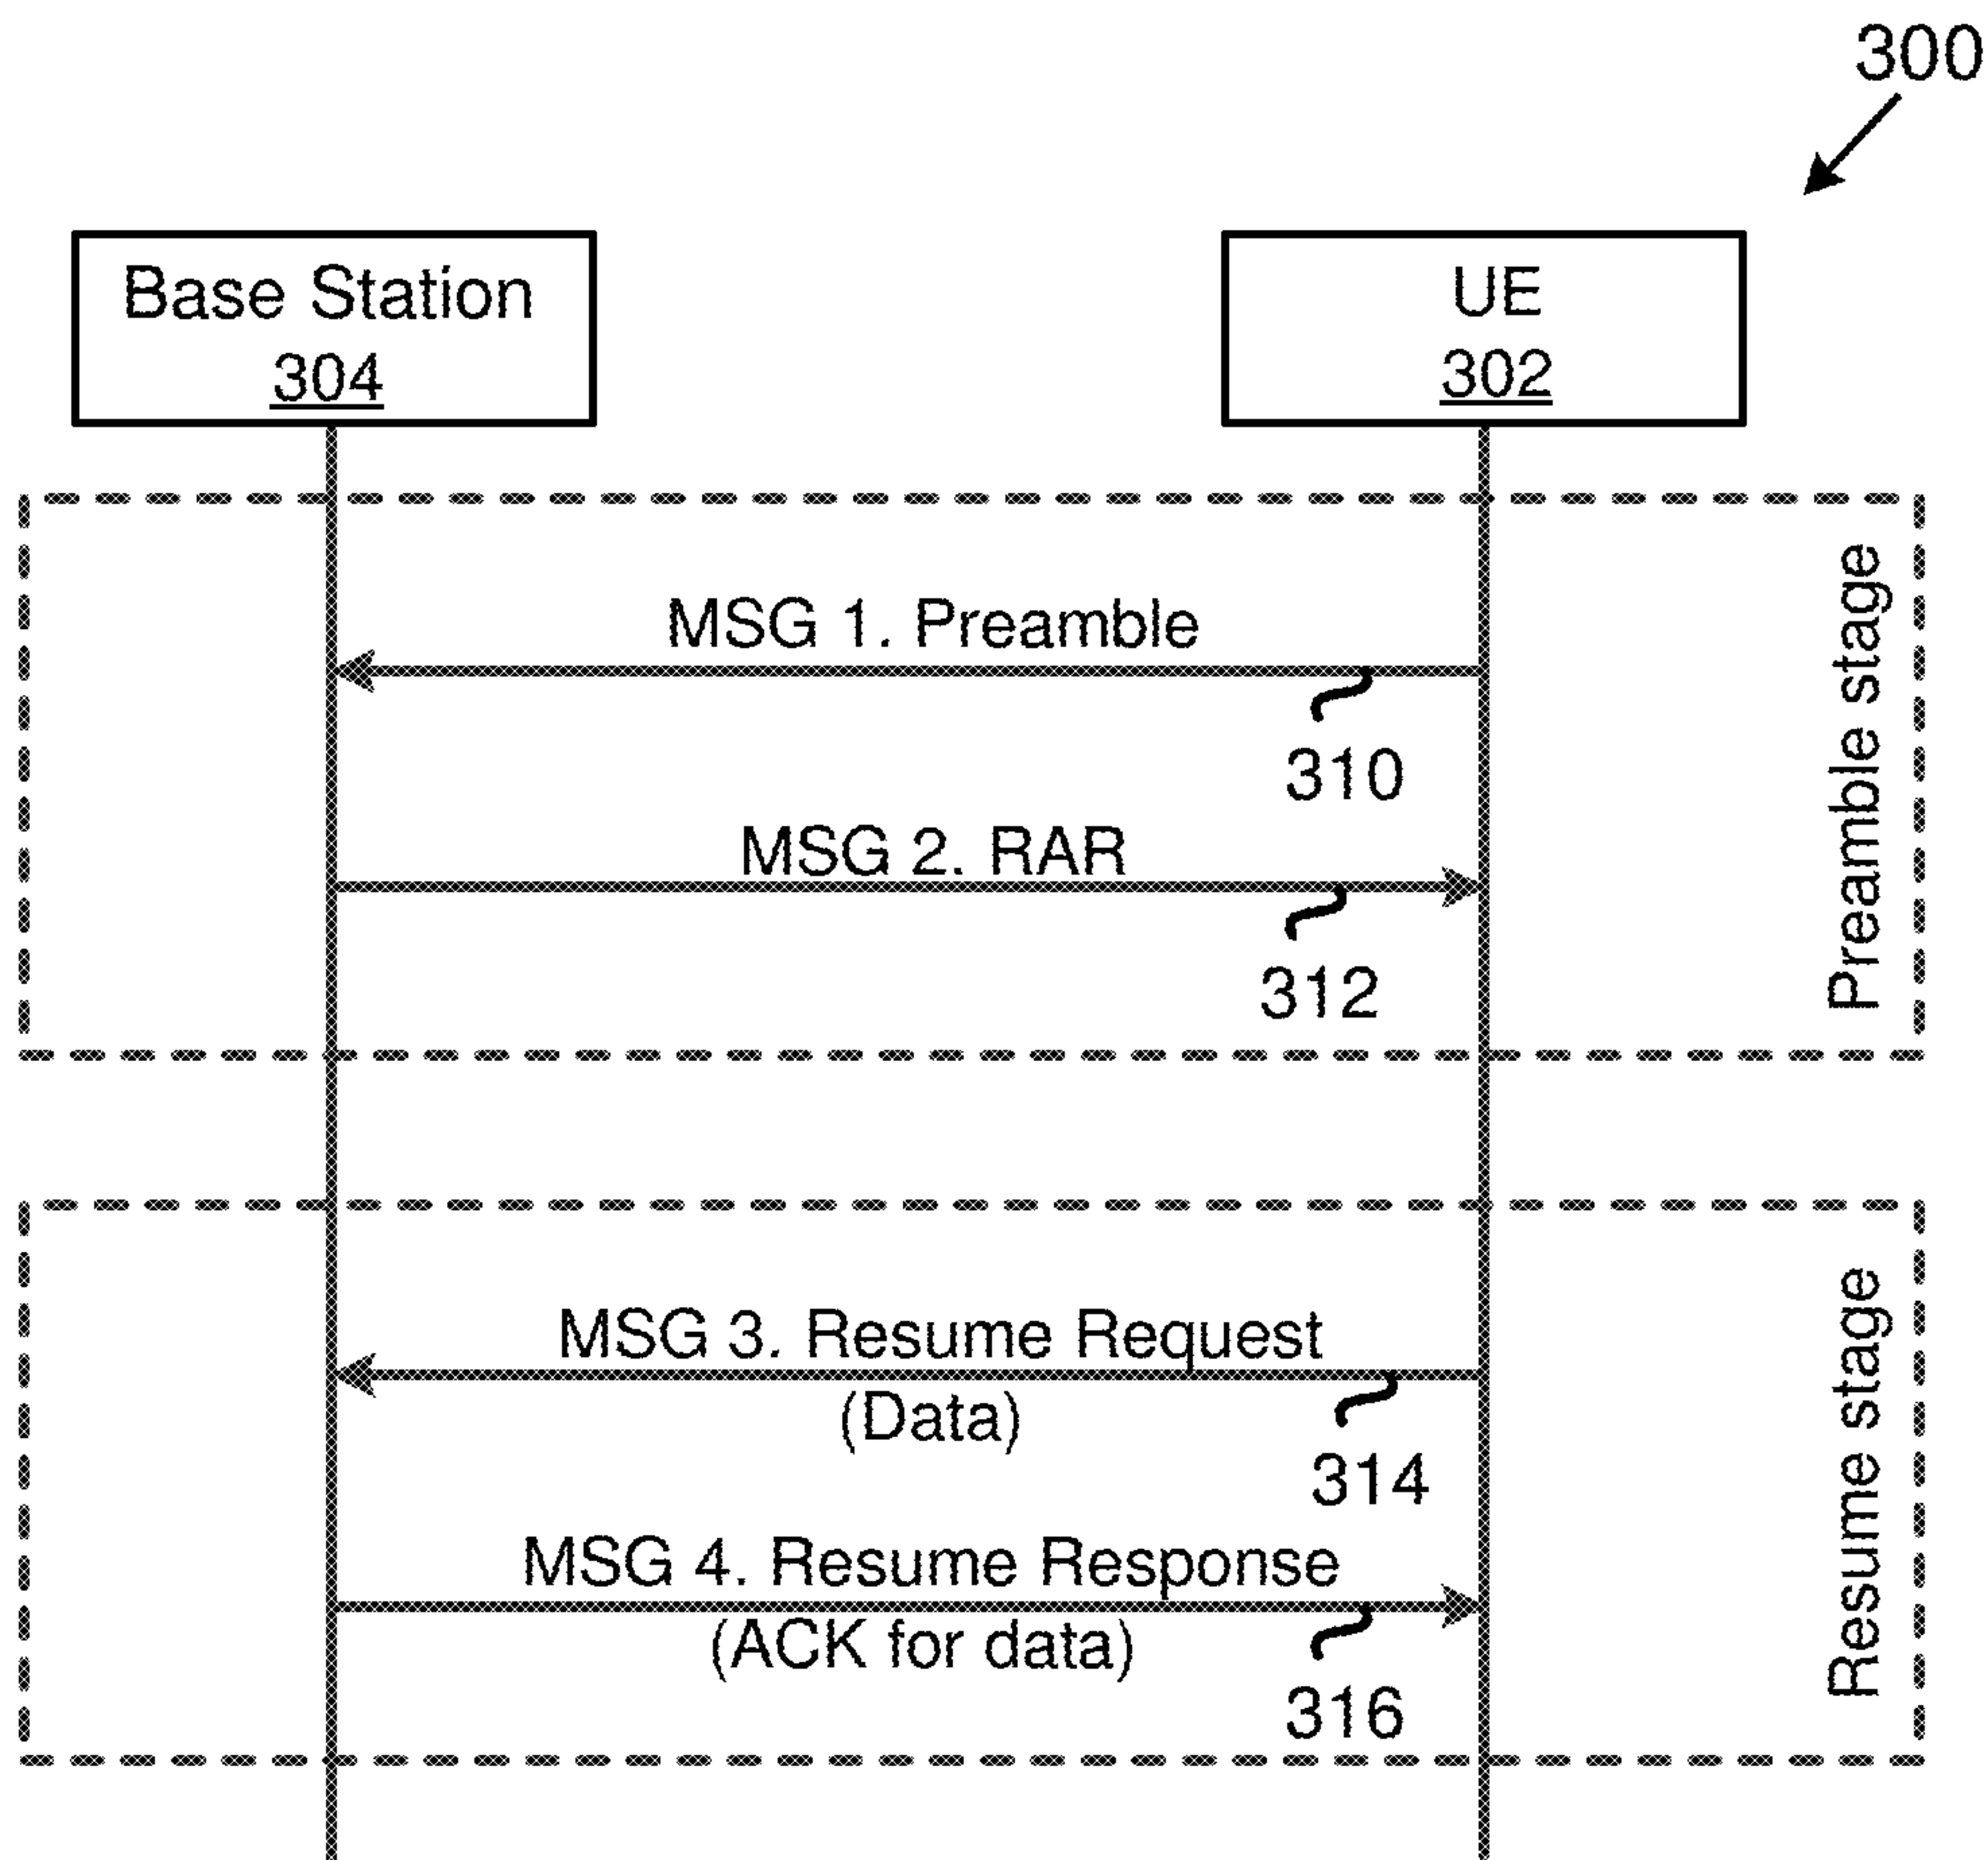 300
Base Station
304
UE
302
MSG 1. Preamble
310
MSG 2. RAR
312
Preamble stage
MSG 3. Resume Request
(Data)
314
MSG 4. Resume Response
(ACK for data)
316
Resume stage